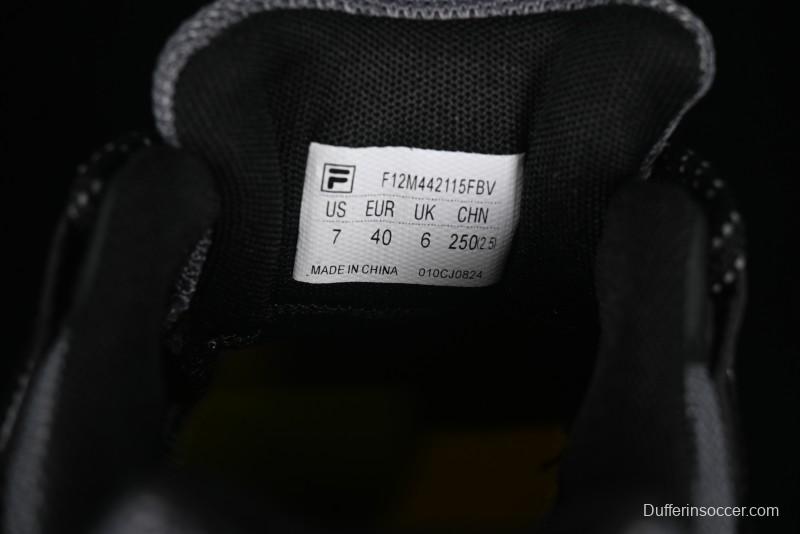 F F12M442115FBV
US EUR UK CHN
7 40 6 250(2.5)
MADE IN CHINA 010CJ0824
Dufferinsoccer.com